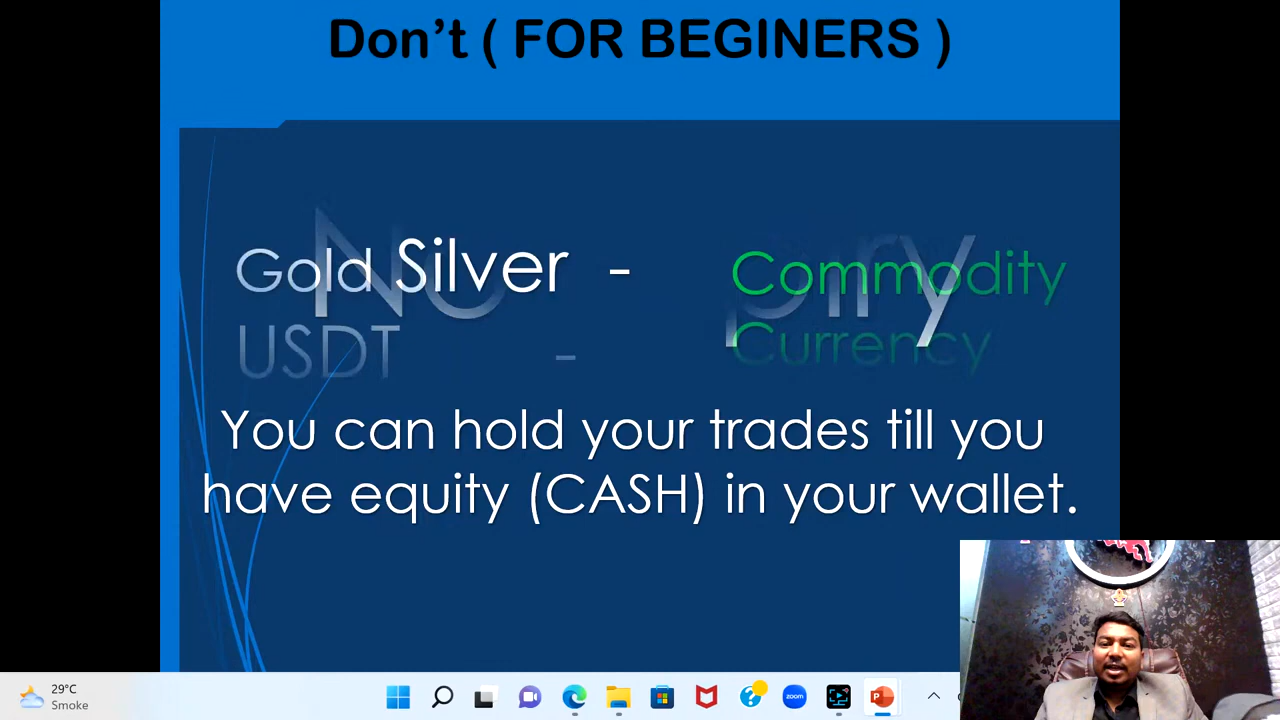 Don’t ( FOR BEGINERS )
Gold Silver - Commodity
USDT - Currency
You can hold your trades till you
have equity (CASH) in your wallet.
29°C
Smoke
zoom